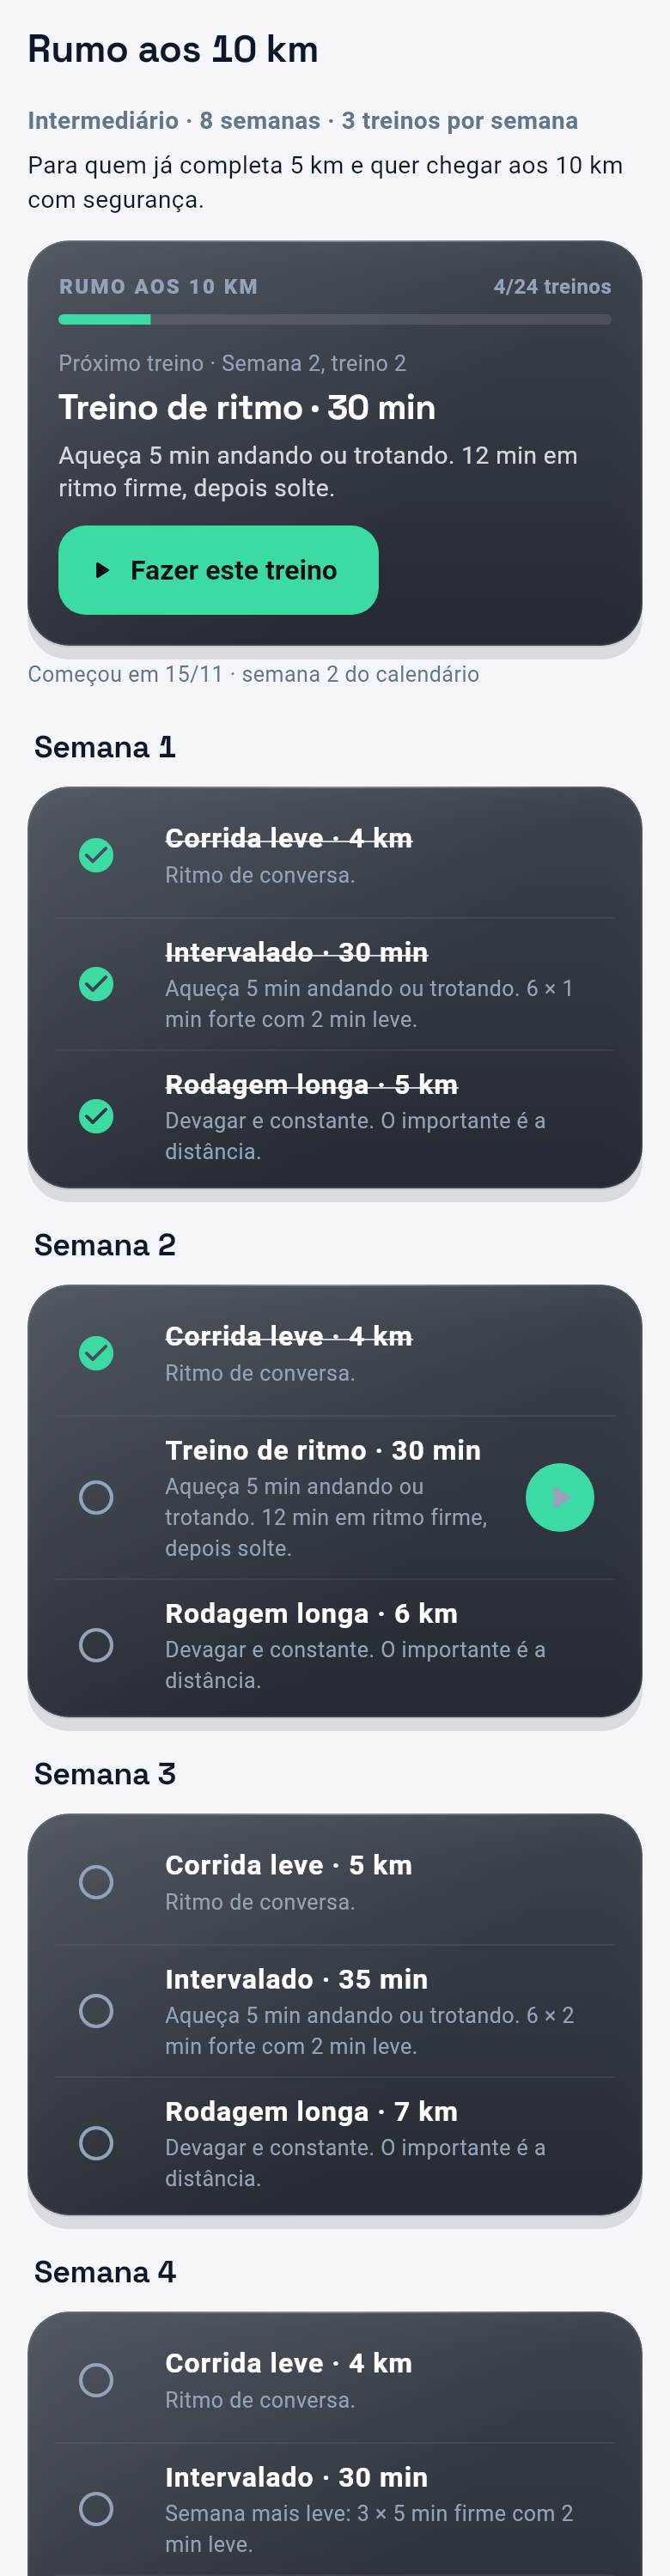 Rumo aos 10 km
Intermediário · 8 semanas · 3 treinos por semana
Para quem já completa 5 km e quer chegar aos 10 km
com segurança.
RUMO AOS 10 KM
4/24 treinos
Próximo treino · Semana 2, treino 2
Treino de ritmo · 30 min
Aqueça 5 min andando ou trotando. 12 min em
ritmo firme, depois solte.
Fazer este treino
Começou em 15/11 · semana 2 do calendário
Semana 1
Corrida leve · 4 km
Ritmo de conversa.
Intervalado · 30 min
Aqueça 5 min andando ou trotando. 6 × 1
min forte com 2 min leve.
Rodagem longa · 5 km
Devagar e constante. O importante é a
distância.
Semana 2
Corrida leve · 4 km
Ritmo de conversa.
Treino de ritmo · 30 min
Aqueça 5 min andando ou
trotando. 12 min em ritmo firme,
depois solte.
Rodagem longa · 6 km
Devagar e constante. O importante é a
distância.
Semana 3
Corrida leve · 5 km
Ritmo de conversa.
Intervalado · 35 min
Aqueça 5 min andando ou trotando. 6 × 2
min forte com 2 min leve.
Rodagem longa · 7 km
Devagar e constante. O importante é a
distância.
Semana 4
Corrida leve · 4 km
Ritmo de conversa.
Intervalado · 30 min
Semana mais leve: 3 × 5 min firme com 2
min leve.